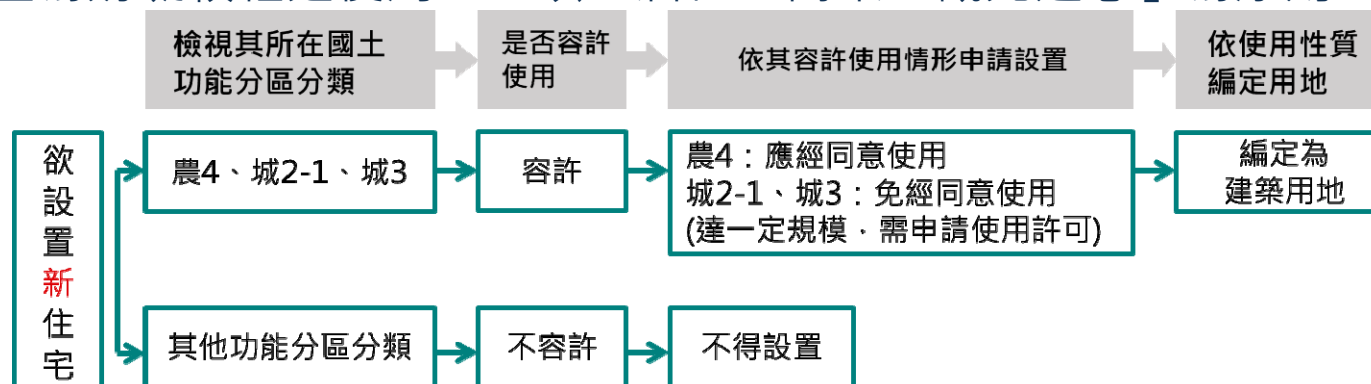 檢視其所在國土
功能分區分類
是否容許
使用
依其容許使用情形申請設置
依使用性質
編定用地
欲設置新住宅
農4、城2-1、城3
容許
農4：應經同意使用
城2-1、城3：免經同意使用
(達一定規模，需申請使用許可)
編定為
建築用地
其他功能分區分類
不容許
不得設置